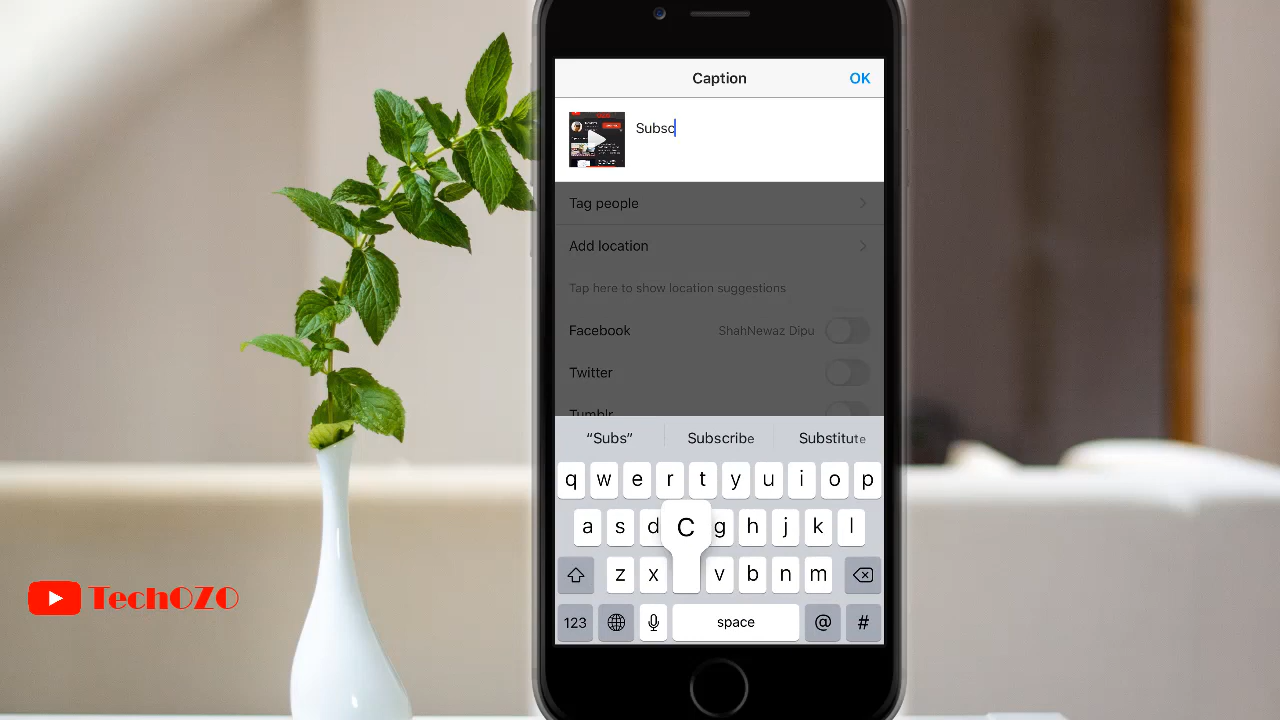 Caption OK
Subsc
Tag people
Add location
Tap here to show location suggestions
Facebook ShahNewaz Dipu
Twitter
Tumblr
“Subs” Subscribe Substitute
q w e r t y u i o p
a s d C g h j k l
z x v b n m
123 space @ #
TechOZO